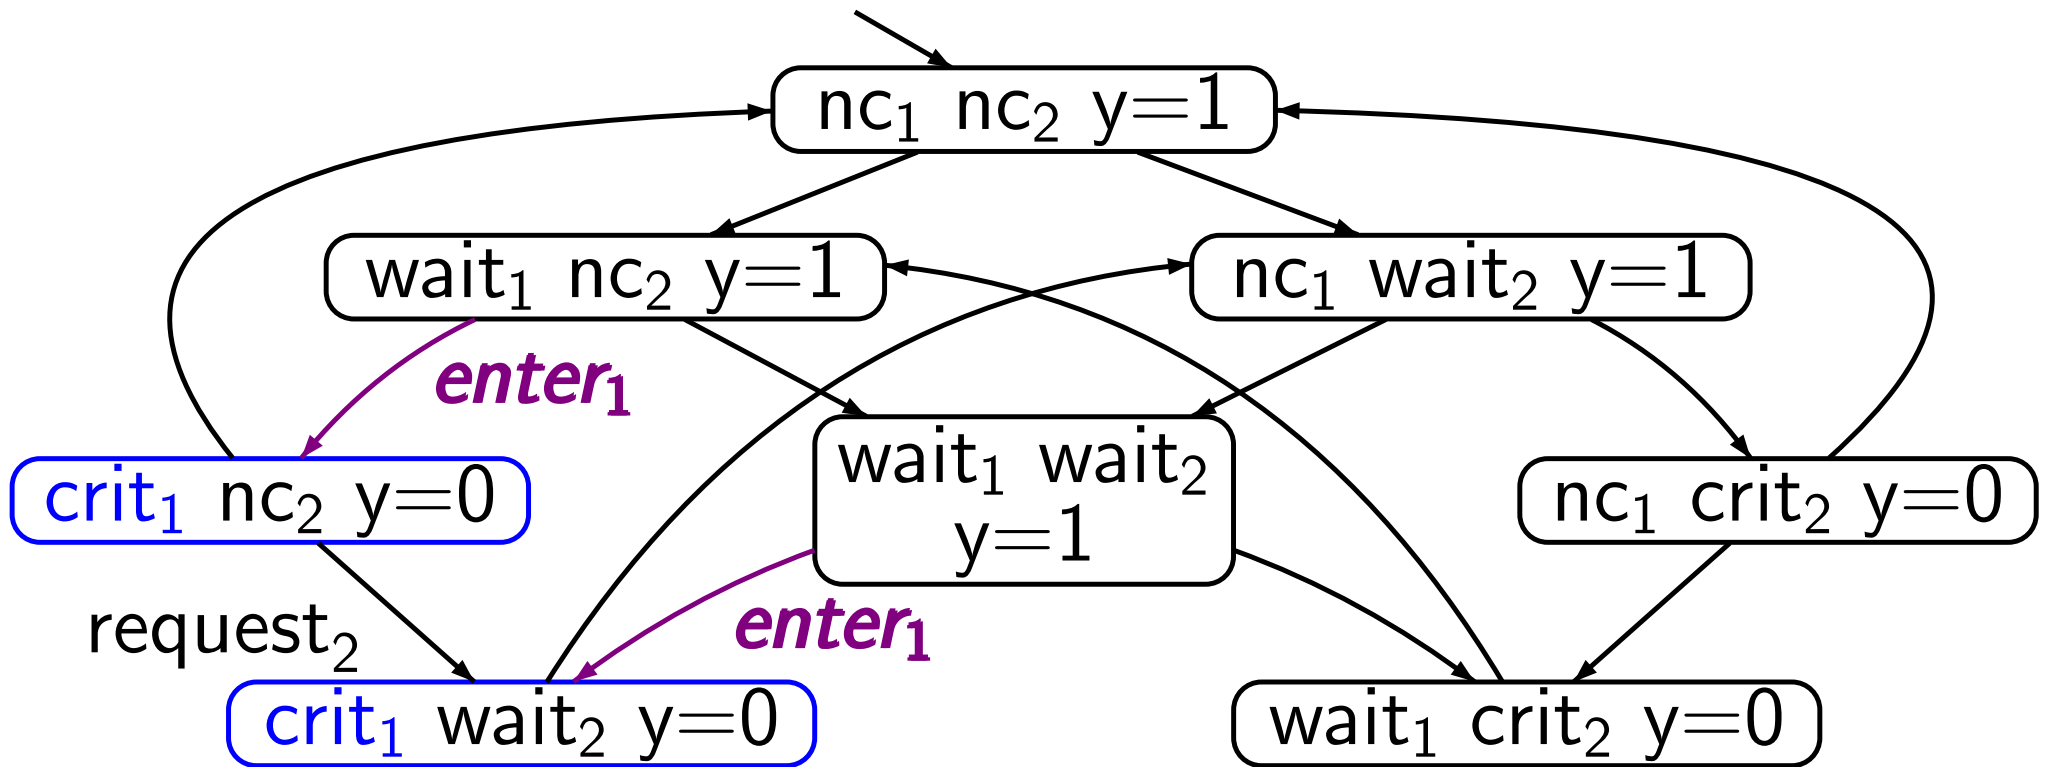 nc₁ nc₂ y=1
wait₁ nc₂ y=1
nc₁ wait₂ y=1
enter₁
wait₁ wait₂
y=1
crit₁ nc₂ y=0
nc₁ crit₂ y=0
request₂
enter₁
crit₁ wait₂ y=0
wait₁ crit₂ y=0